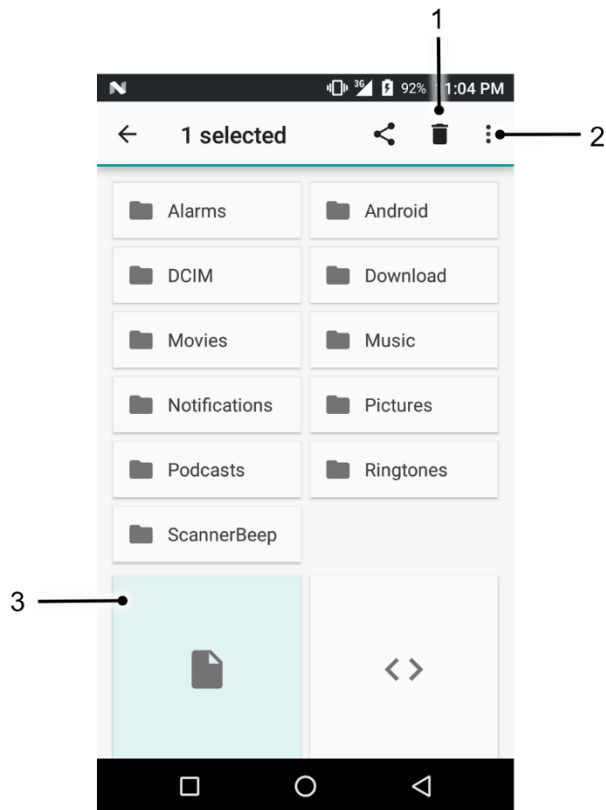 1
36 92% 1:04 PM
1 selected
2
Alarms Android
DCIM Download
Movies Music
Notifications Pictures
Podcasts Ringtones
ScannerBeep
3